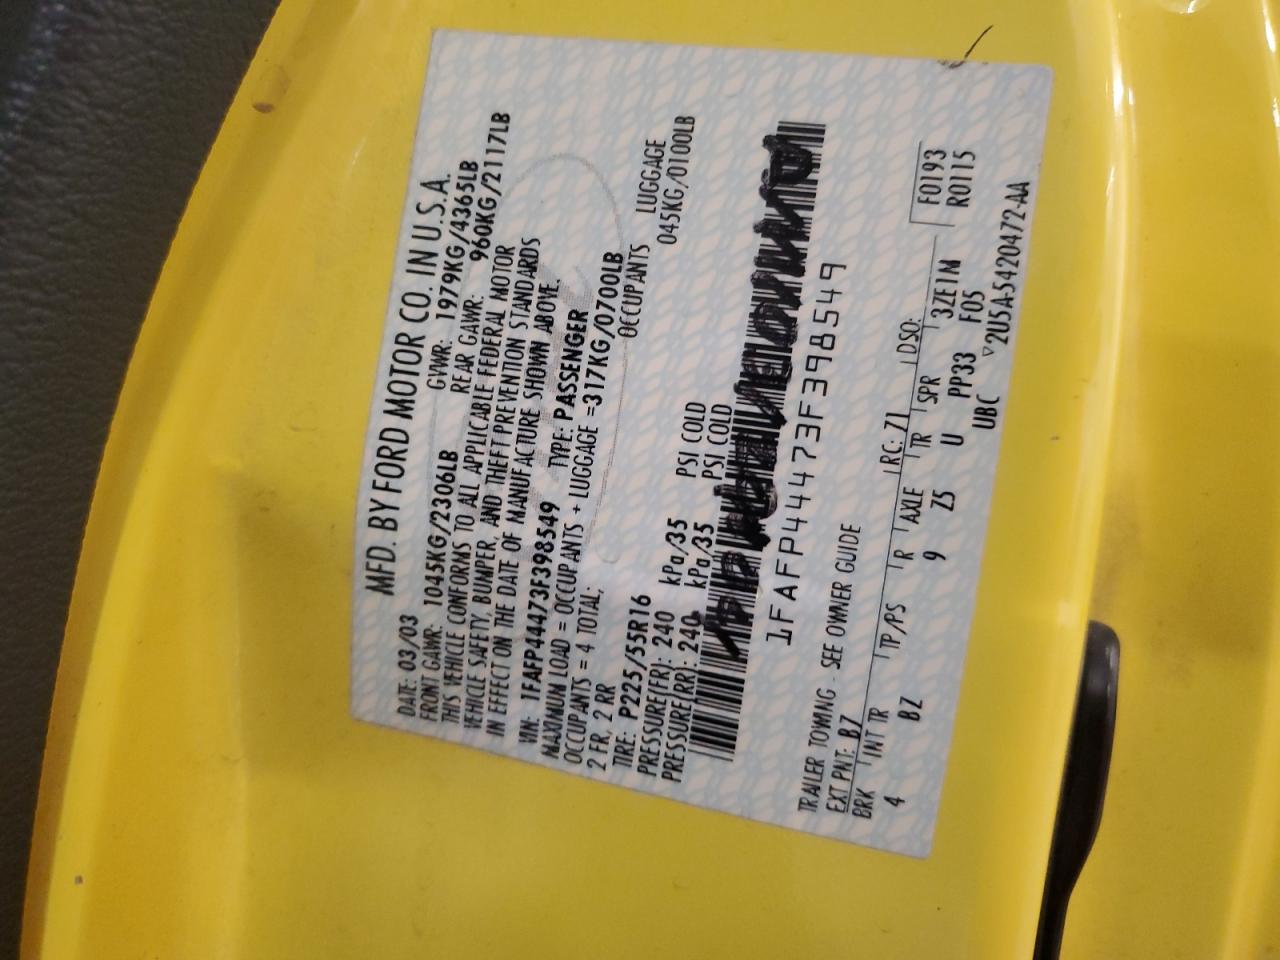 MFD. BY FORD MOTOR CO. IN U.S.A.
DATE: 03/03 GVWR: 1979KG/4365LB
FRONT GAWR: 1045KG/2306LB REAR GAWR: 960KG/2117LB
THIS VEHICLE CONFORMS TO ALL APPLICABLE FEDERAL MOTOR
VEHICLE SAFETY, BUMPER, AND THEFT PREVENTION STANDARDS
IN EFFECT ON THE DATE OF MANUFACTURE SHOWN ABOVE.
VIN: 1FAFP44473F398549 TYPE: PASSENGER
MAXIMUM LOAD = OCCUPANTS + LUGGAGE =317KG/0700LB
OCCUPANTS = 4 TOTAL; OCCUPANTS LUGGAGE
2 FR, 2 RR 045KG/0100LB
TIRE: P225/55R16
PRESSURE(FR): 240 kPa/35 PSI COLD
PRESSURE(RR): 240 kPa/35 PSI COLD
1FAFP44473F398549
TRAILER TOWING - SEE OWNER GUIDE
EXT PNT: BZ RC: 71 DSO: F0193
BRK INT TR TP/PS R AXLE TR SPR 3ZE1M R0115
4 BZ 9 Z5 U PP33 F05
UBC ▽2U5A-5420472-AA